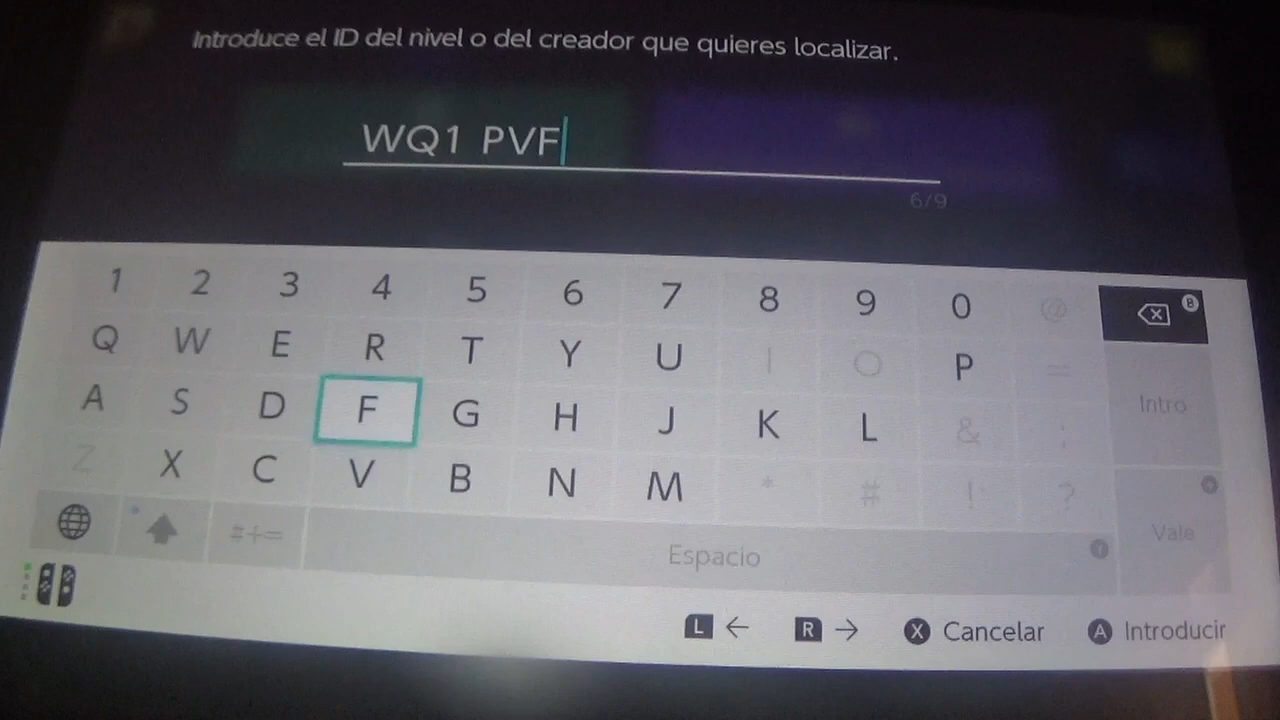 Introduce el ID del nivel o del creador que quieres localizar.
WQ1 PVF
6/9
1 2 3 4 5 6 7 8 9 0 @
B
Q W E R T Y U I O P =
Intro
A S D F G H J K L & ;
Z X C V B N M * # ! ?
+
#+=
Espacio
Y
Vale
L ← R → X Cancelar A Introducir